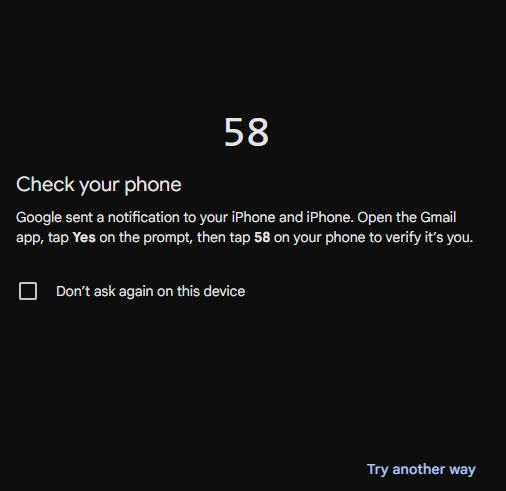 58
Check your phone
Google sent a notification to your iPhone and iPhone. Open the Gmail
app, tap Yes on the prompt, then tap 58 on your phone to verify it's you.
Don't ask again on this device
Try another way